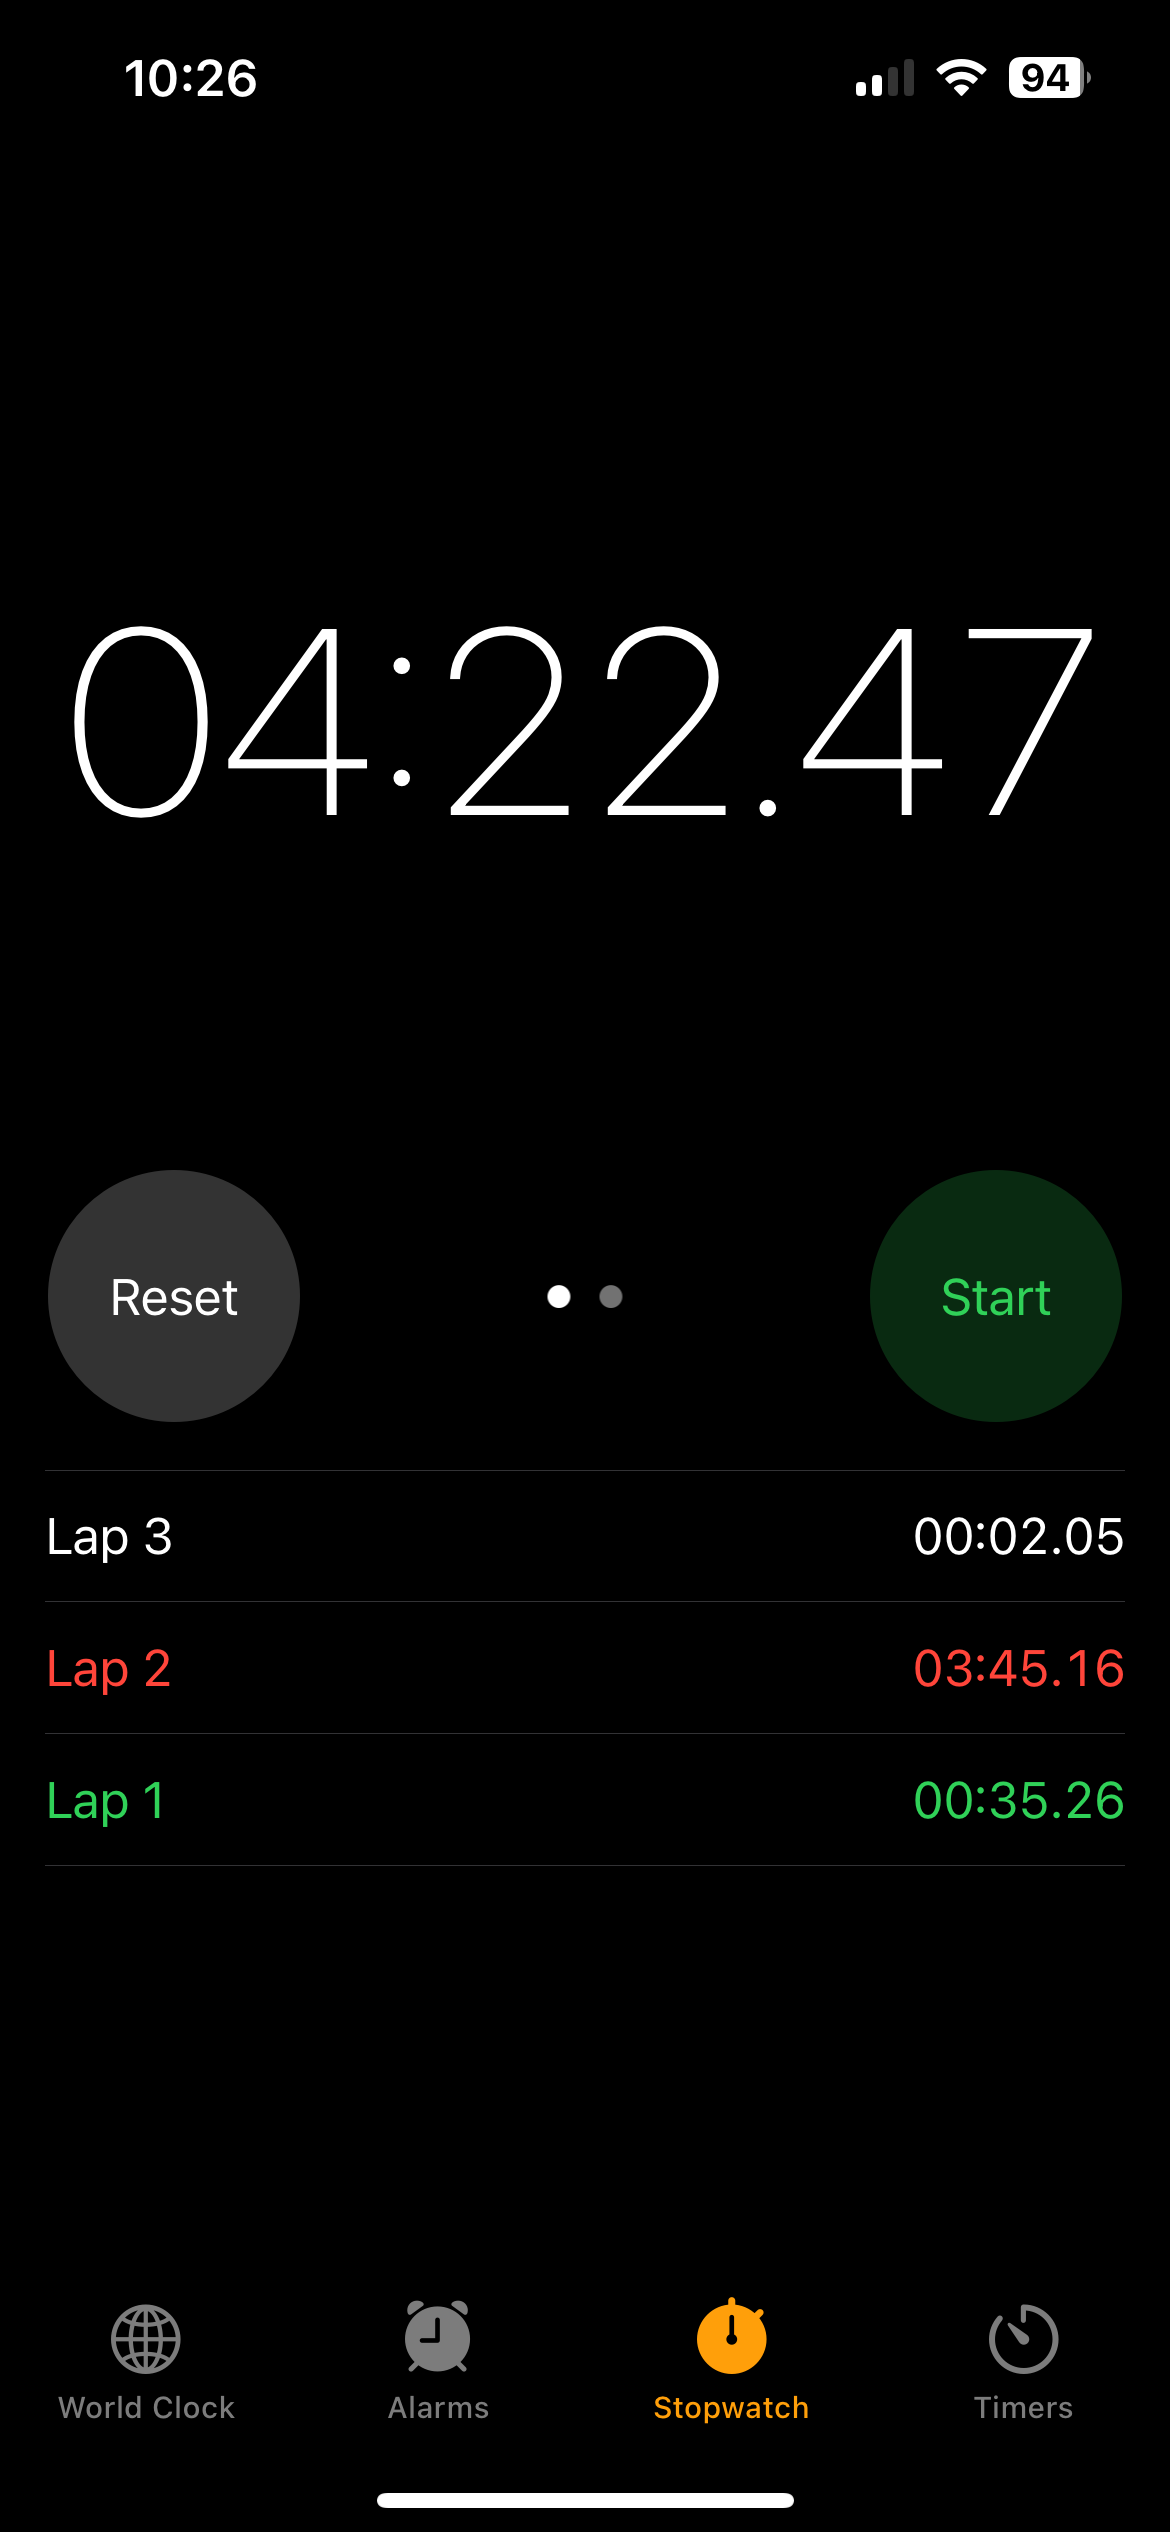 10:26 94
04:22.47
Reset Start
Lap 3 00:02.05
Lap 2 03:45.16
Lap 1 00:35.26
World Clock Alarms Stopwatch Timers